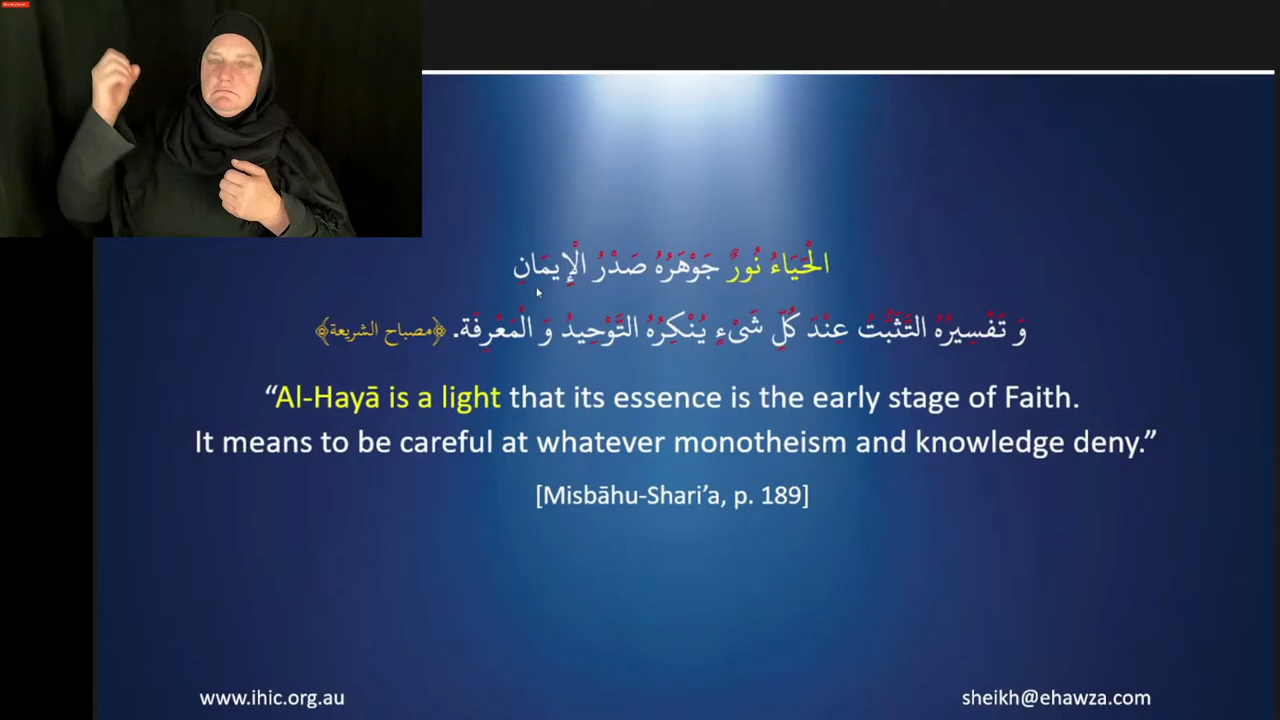 الْحَيَاءُ نُورٌ جَوْهَرُهُ صَدْرُ الْإِيمَانِ
وَ تَفْسِيرُهُ التَّثَبُّتُ عِنْدَ كُلِّ شَىْءٍ يُنْكِرُهُ التَّوْحِيدُ وَ الْمَعْرِفَة. ﴿مصباح الشريعة﴾
“Al-Hayā is a light that its essence is the early stage of Faith.
It means to be careful at whatever monotheism and knowledge deny.”
[Misbāhu-Shari’a, p. 189]
www.ihic.org.au
sheikh@ehawza.com